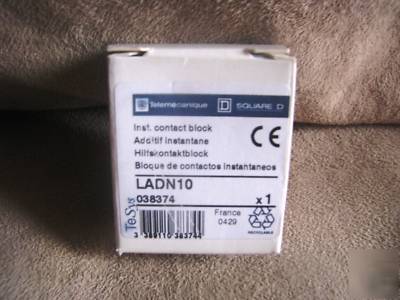 Telemecanique SQUARE D
Inst. contact block
Additif instantane
Hilfskontaktblock
Bloque de contactos instantaneos
CE
LADN10
038374 x 1
TeSys
France
0429
RECYCLABLE
3 389110 383744